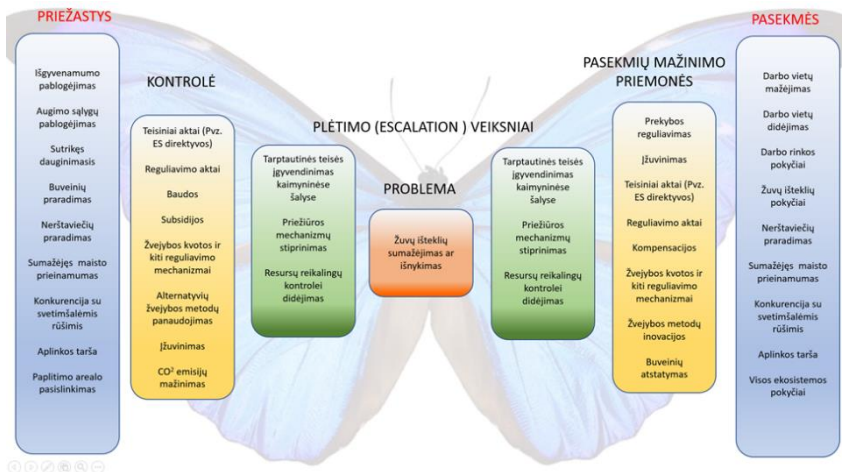 PRIEŽASTYS
Išgyvenamumo
pablogėjimas
Augimo sąlygų
pablogėjimas
Sutrikęs
dauginimasis
Buveinių
praradimas
Nerštaviečių
praradimas
Sumažėjęs maisto
prieinamumas
Konkurencija su
svetimšalėmis
rūšimis
Aplinkos tarša
Paplitimo arealo
pasislinkimas
KONTROLĖ
Teisiniai aktai (Pvz.
ES direktyvos)
Reguliavimo aktai
Baudos
Subsidijos
Žvejybos kvotos ir
kiti reguliavimo
mechanizmai
Alternatyvių
žvejybos metodų
panaudojimas
Įžuvinimas
CO² emisijų
mažinimas
PLĖTIMO (ESCALATION ) VEIKSNIAI
Tarptautinės teisės
įgyvendinimas
kaimyninėse
šalyse
Priežiūros
mechanizmų
stiprinimas
Resursų reikalingų
kontrolei
didėjimas
PROBLEMA
Žuvų išteklių
sumažėjimas ar
išnykimas
Tarptautinės teisės
įgyvendinimas
kaimyninėse
šalyse
Priežiūros
mechanizmų
stiprinimas
Resursų reikalingų
kontrolei
didėjimas
PASEKMIŲ MAŽINIMO
PRIEMONĖS
Prekybos
reguliavimas
Įžuvinimas
Teisiniai aktai (Pvz.
ES direktyvos)
Reguliavimo aktai
Kompensacijos
Žvejybos kvotos ir
kiti reguliavimo
mechanizmai
Žvejybos metodų
inovacijos
Buveinių
atstatymas
PASEKMĖS
Darbo vietų
mažėjimas
Darbo vietų
didėjimas
Darbo rinkos
pokyčiai
Žuvų išteklių
pokyčiai
Nerštaviečių
praradimas
Sumažėjęs maisto
prieinamumas
Konkurencija su
svetimšalėmis
rūšimis
Aplinkos tarša
Visos ekosistemos
pokyčiai